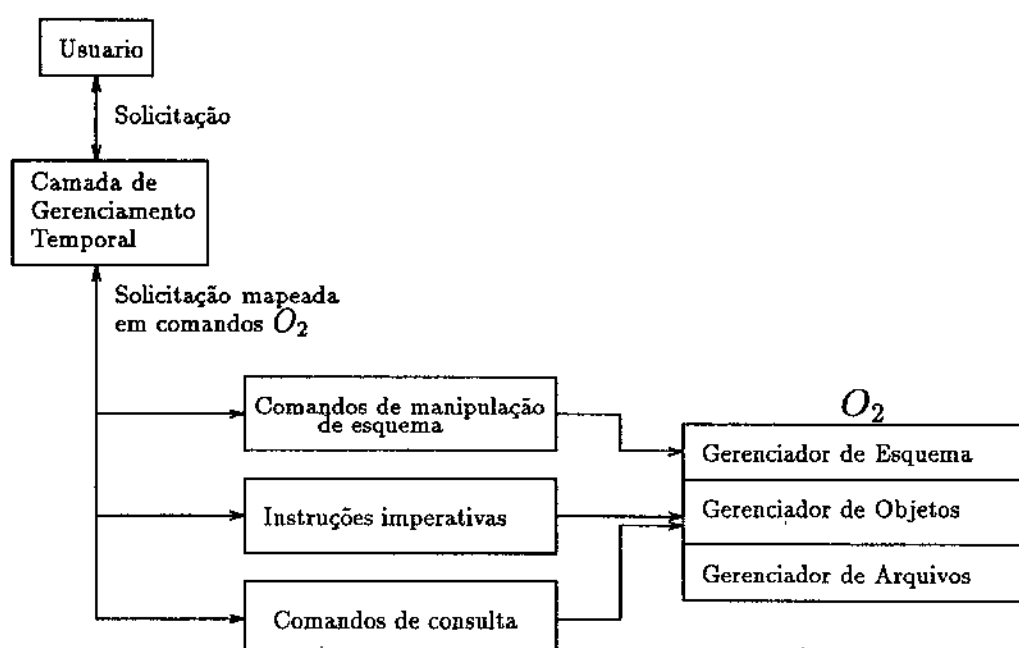 Usuario
Solicitação
Camada de
Gerenciamento
Temporal
Solicitação mapeada
em comandos O₂
Comandos de manipulação
de esquema
O₂
Gerenciador de Esquema
Instruções imperativas
Gerenciador de Objetos
Gerenciador de Arquivos
Comandos de consulta